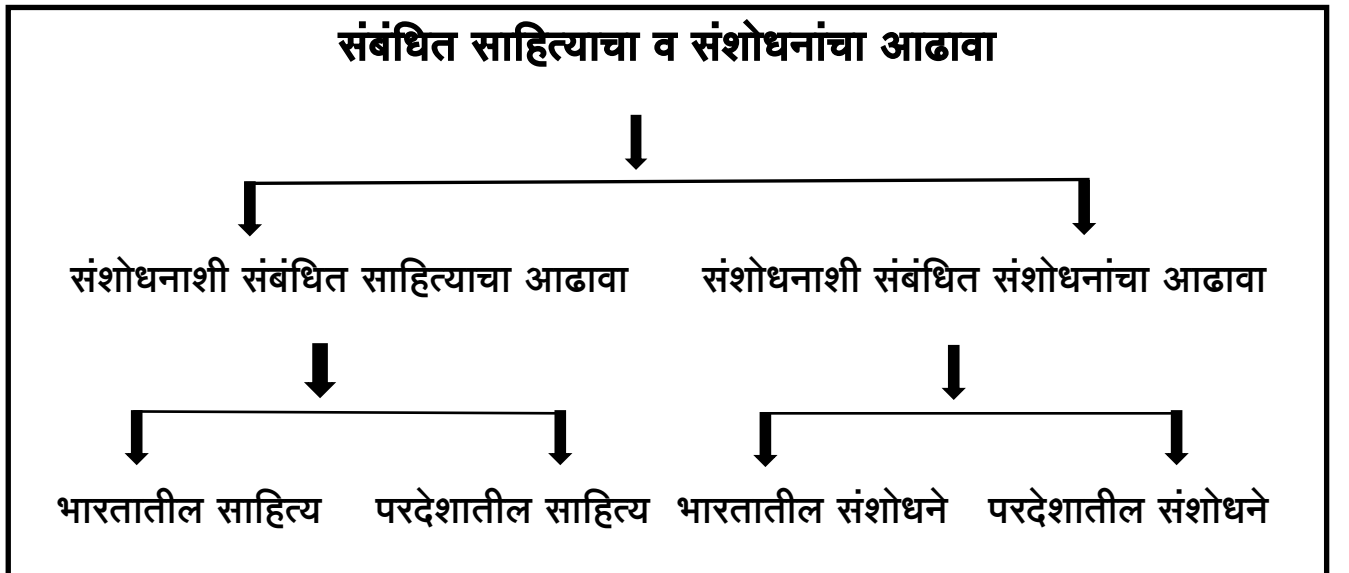 संबंधित साहित्याचा व संशोधनांचा आढावा
संशोधनाशी संबंधित साहित्याचा आढावा संशोधनाशी संबंधित संशोधनांचा आढावा
भारतातील साहित्य परदेशातील साहित्य भारतातील संशोधने परदेशातील संशोधने